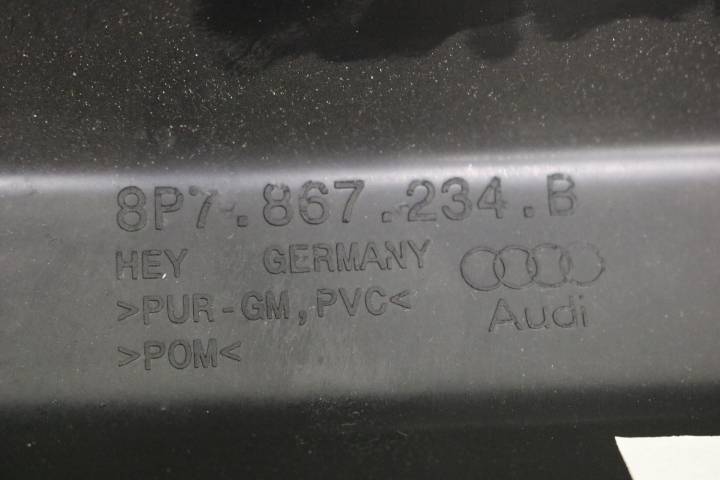 8P7.867.234.B
HEY GERMANY
>PUR-GM,PVC<
Audi
>POM<